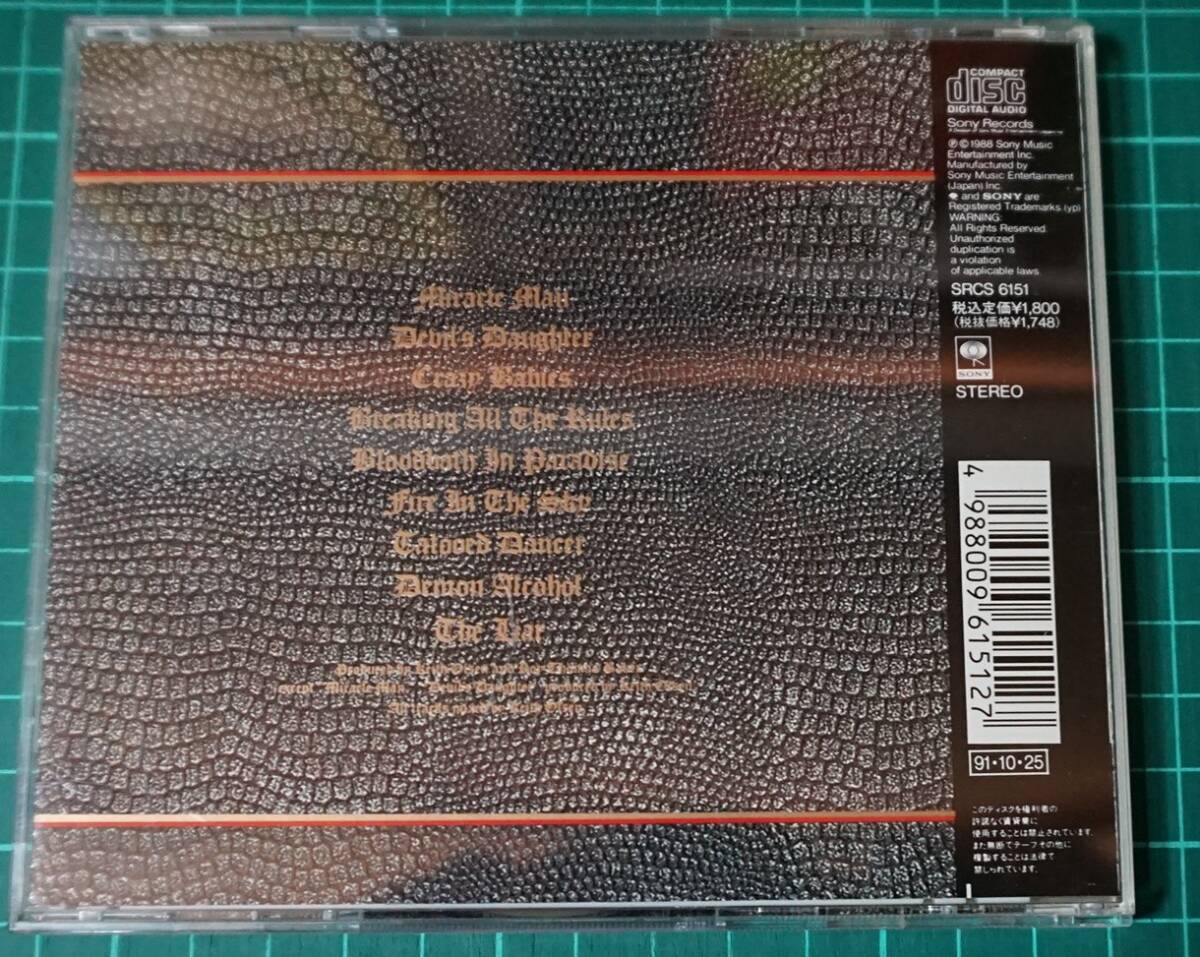 Miracle Man
Devil's Daughter
Crazy Babies
Breaking All The Rules
Bloodbath In Paradise
Fire In The Sky
Tattooed Dancer
Demon Alcohol
The Liar
COMPACT
disc
DIGITAL AUDIO
Sony Records
℗©1988 Sony Music
Entertainment Inc.
Manufactured by
Sony Music Entertainment
(Japan) Inc.
and SONY are
Registered Trademarks. (yp)
WARNING:
All Rights Reserved.
Unauthorized
duplication is
a violation
of applicable laws.
SRCS 6151
税込定価¥1,800
(税抜価格¥1,748)
SONY
STEREO
4 988009 615127
91・10・25
このディスクを権利者の
許諾なく賃貸業に
使用することは禁止されています。
また無断でテープその他に
複製することは法律で
禁じられています。